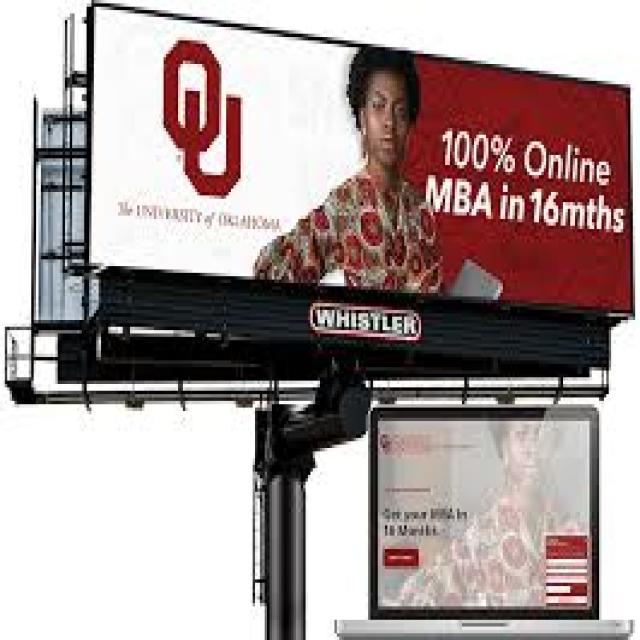 OU
The UNIVERSITY of OKLAHOMA
100% Online
MBA in 16mths
WHISTLER
Get your MBA In
16 Months